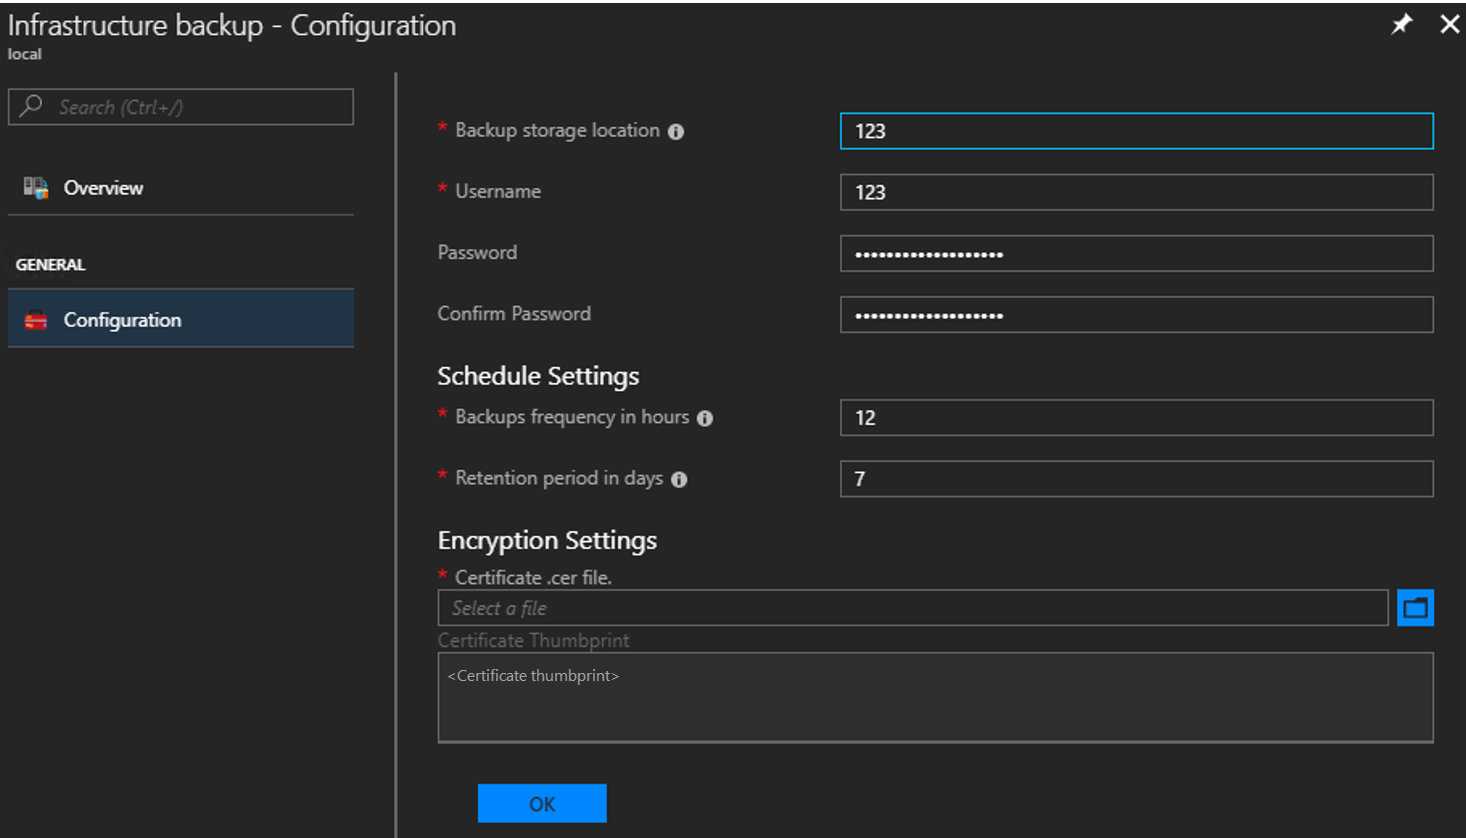 Infrastructure backup - Configuration
local
Search (Ctrl+/)
Overview
GENERAL
Configuration
* Backup storage location
123
* Username
123
Password
•••••••••••••••••••
Confirm Password
•••••••••••••••••••
Schedule Settings
* Backups frequency in hours
12
* Retention period in days
7
Encryption Settings
* Certificate .cer file.
Select a file
Certificate Thumbprint
<Certificate thumbprint>
OK